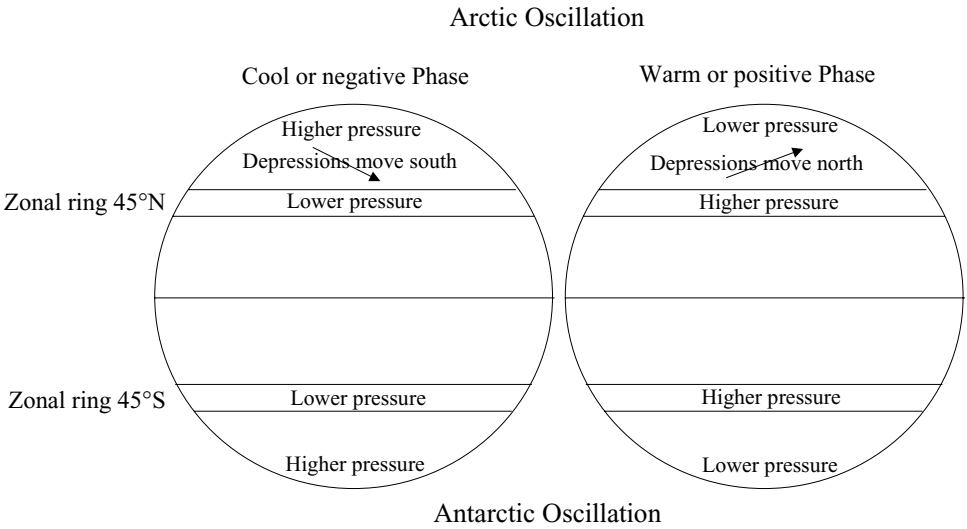 Arctic Oscillation
Cool or negative Phase
Higher pressure
Depressions move south
Zonal ring 45°N
Lower pressure
Zonal ring 45°S
Lower pressure
Higher pressure
Warm or positive Phase
Lower pressure
Depressions move north
Higher pressure
Higher pressure
Lower pressure
Antarctic Oscillation